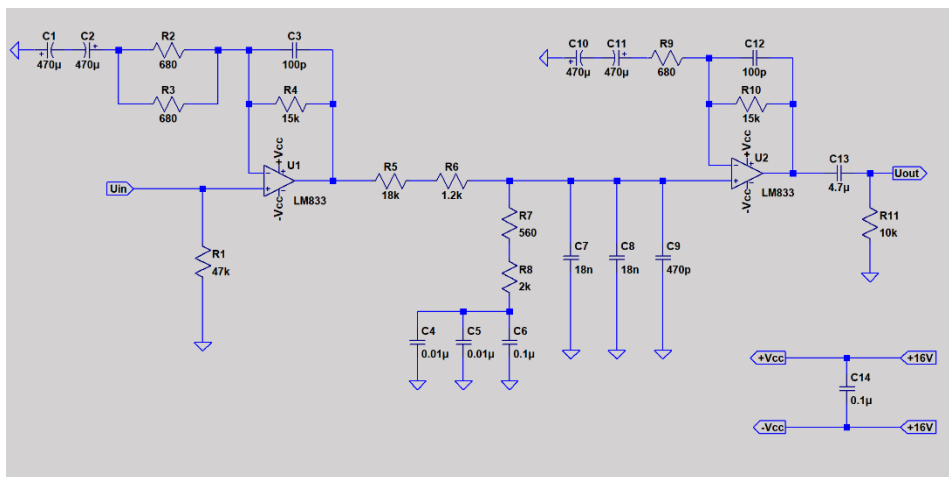 C1
470µ
C2
470µ
R2
680
R3
680
C3
100p
R4
15k
+Vcc
U1
LM833
-Vcc
Uin
R1
47k
R5
18k
R6
1.2k
R7
560
R8
2k
C4
0.01µ
C5
0.01µ
C6
0.1µ
C7
18n
C8
18n
C9
470p
C10
470µ
C11
470µ
R9
680
C12
100p
R10
15k
+Vcc
U2
LM833
-Vcc
C13
4.7µ
Uout
R11
10k
+Vcc
+16V
C14
0.1µ
-Vcc
+16V